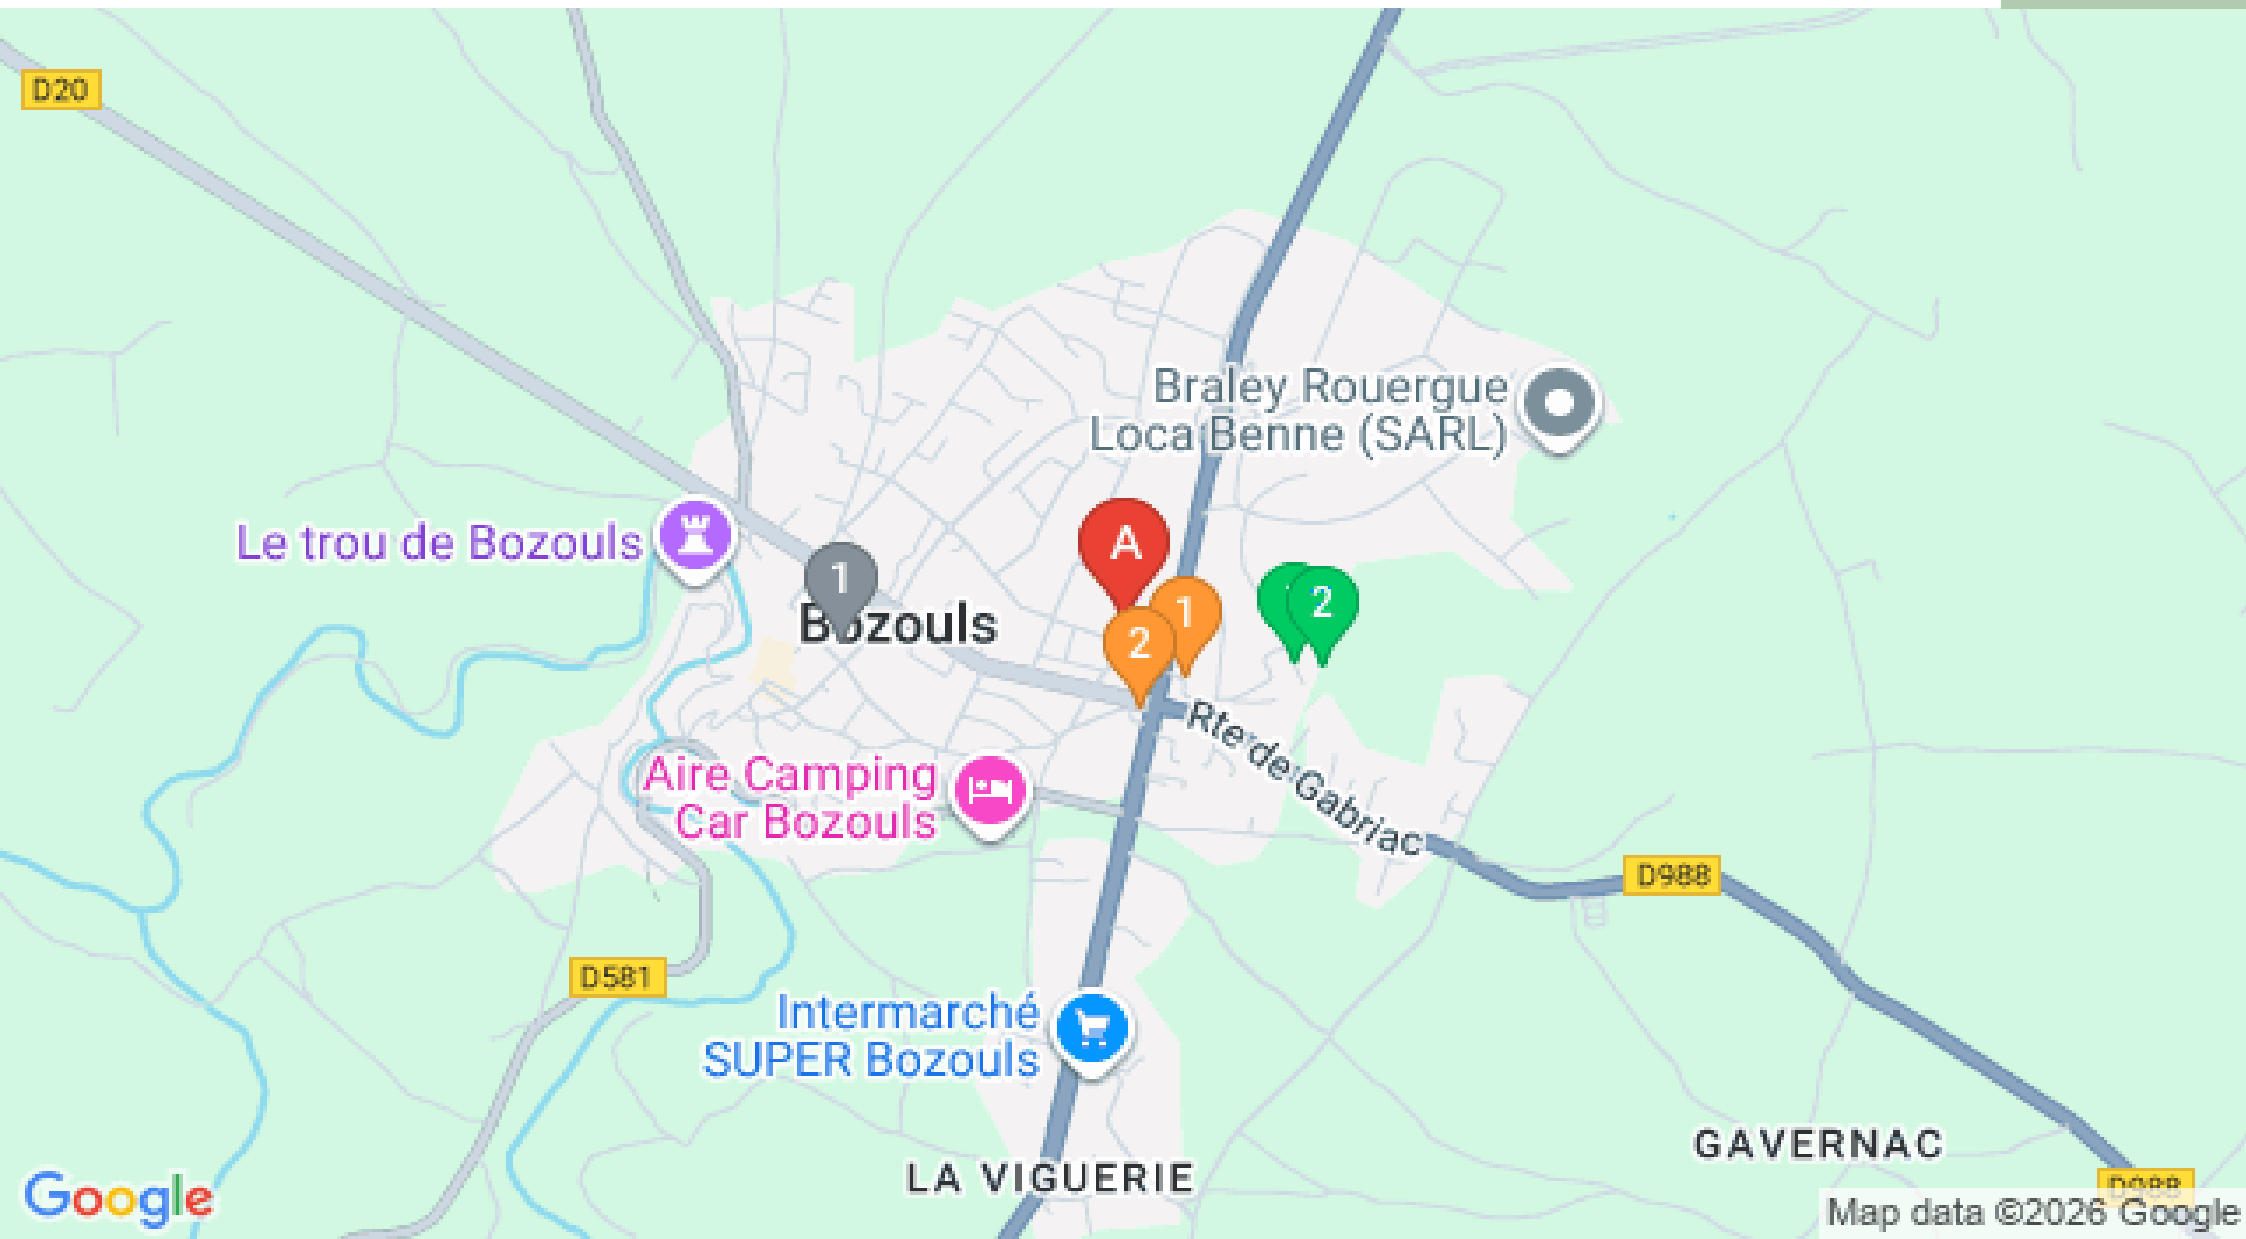 D20
Braley Rouergue
Loca Benne (SARL)
Le trou de Bozouls
A
1
Bozouls
1
2
2
Rte de Gabriac
Aire Camping
Car Bozouls
D988
D581
Intermarché
SUPER Bozouls
GAVERNAC
LA VIGUERIE
D988
Google
Map data ©2026 Google